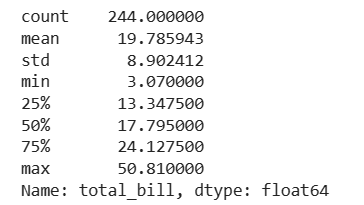 count    244.000000
mean      19.785943
std        8.902412
min        3.070000
25%       13.347500
50%       17.795000
75%       24.127500
max       50.810000
Name: total_bill, dtype: float64